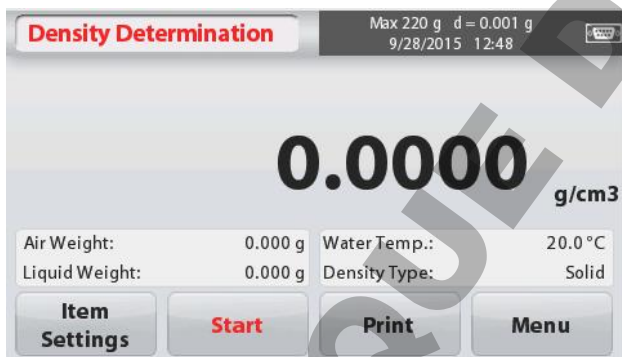 Density Determination
Max 220 g d = 0.001 g
9/28/2015 12:48
0.0000
g/cm3
Air Weight: 0.000 g
Liquid Weight: 0.000 g
Water Temp.: 20.0 °C
Density Type: Solid
Item
Settings
Start
Print
Menu